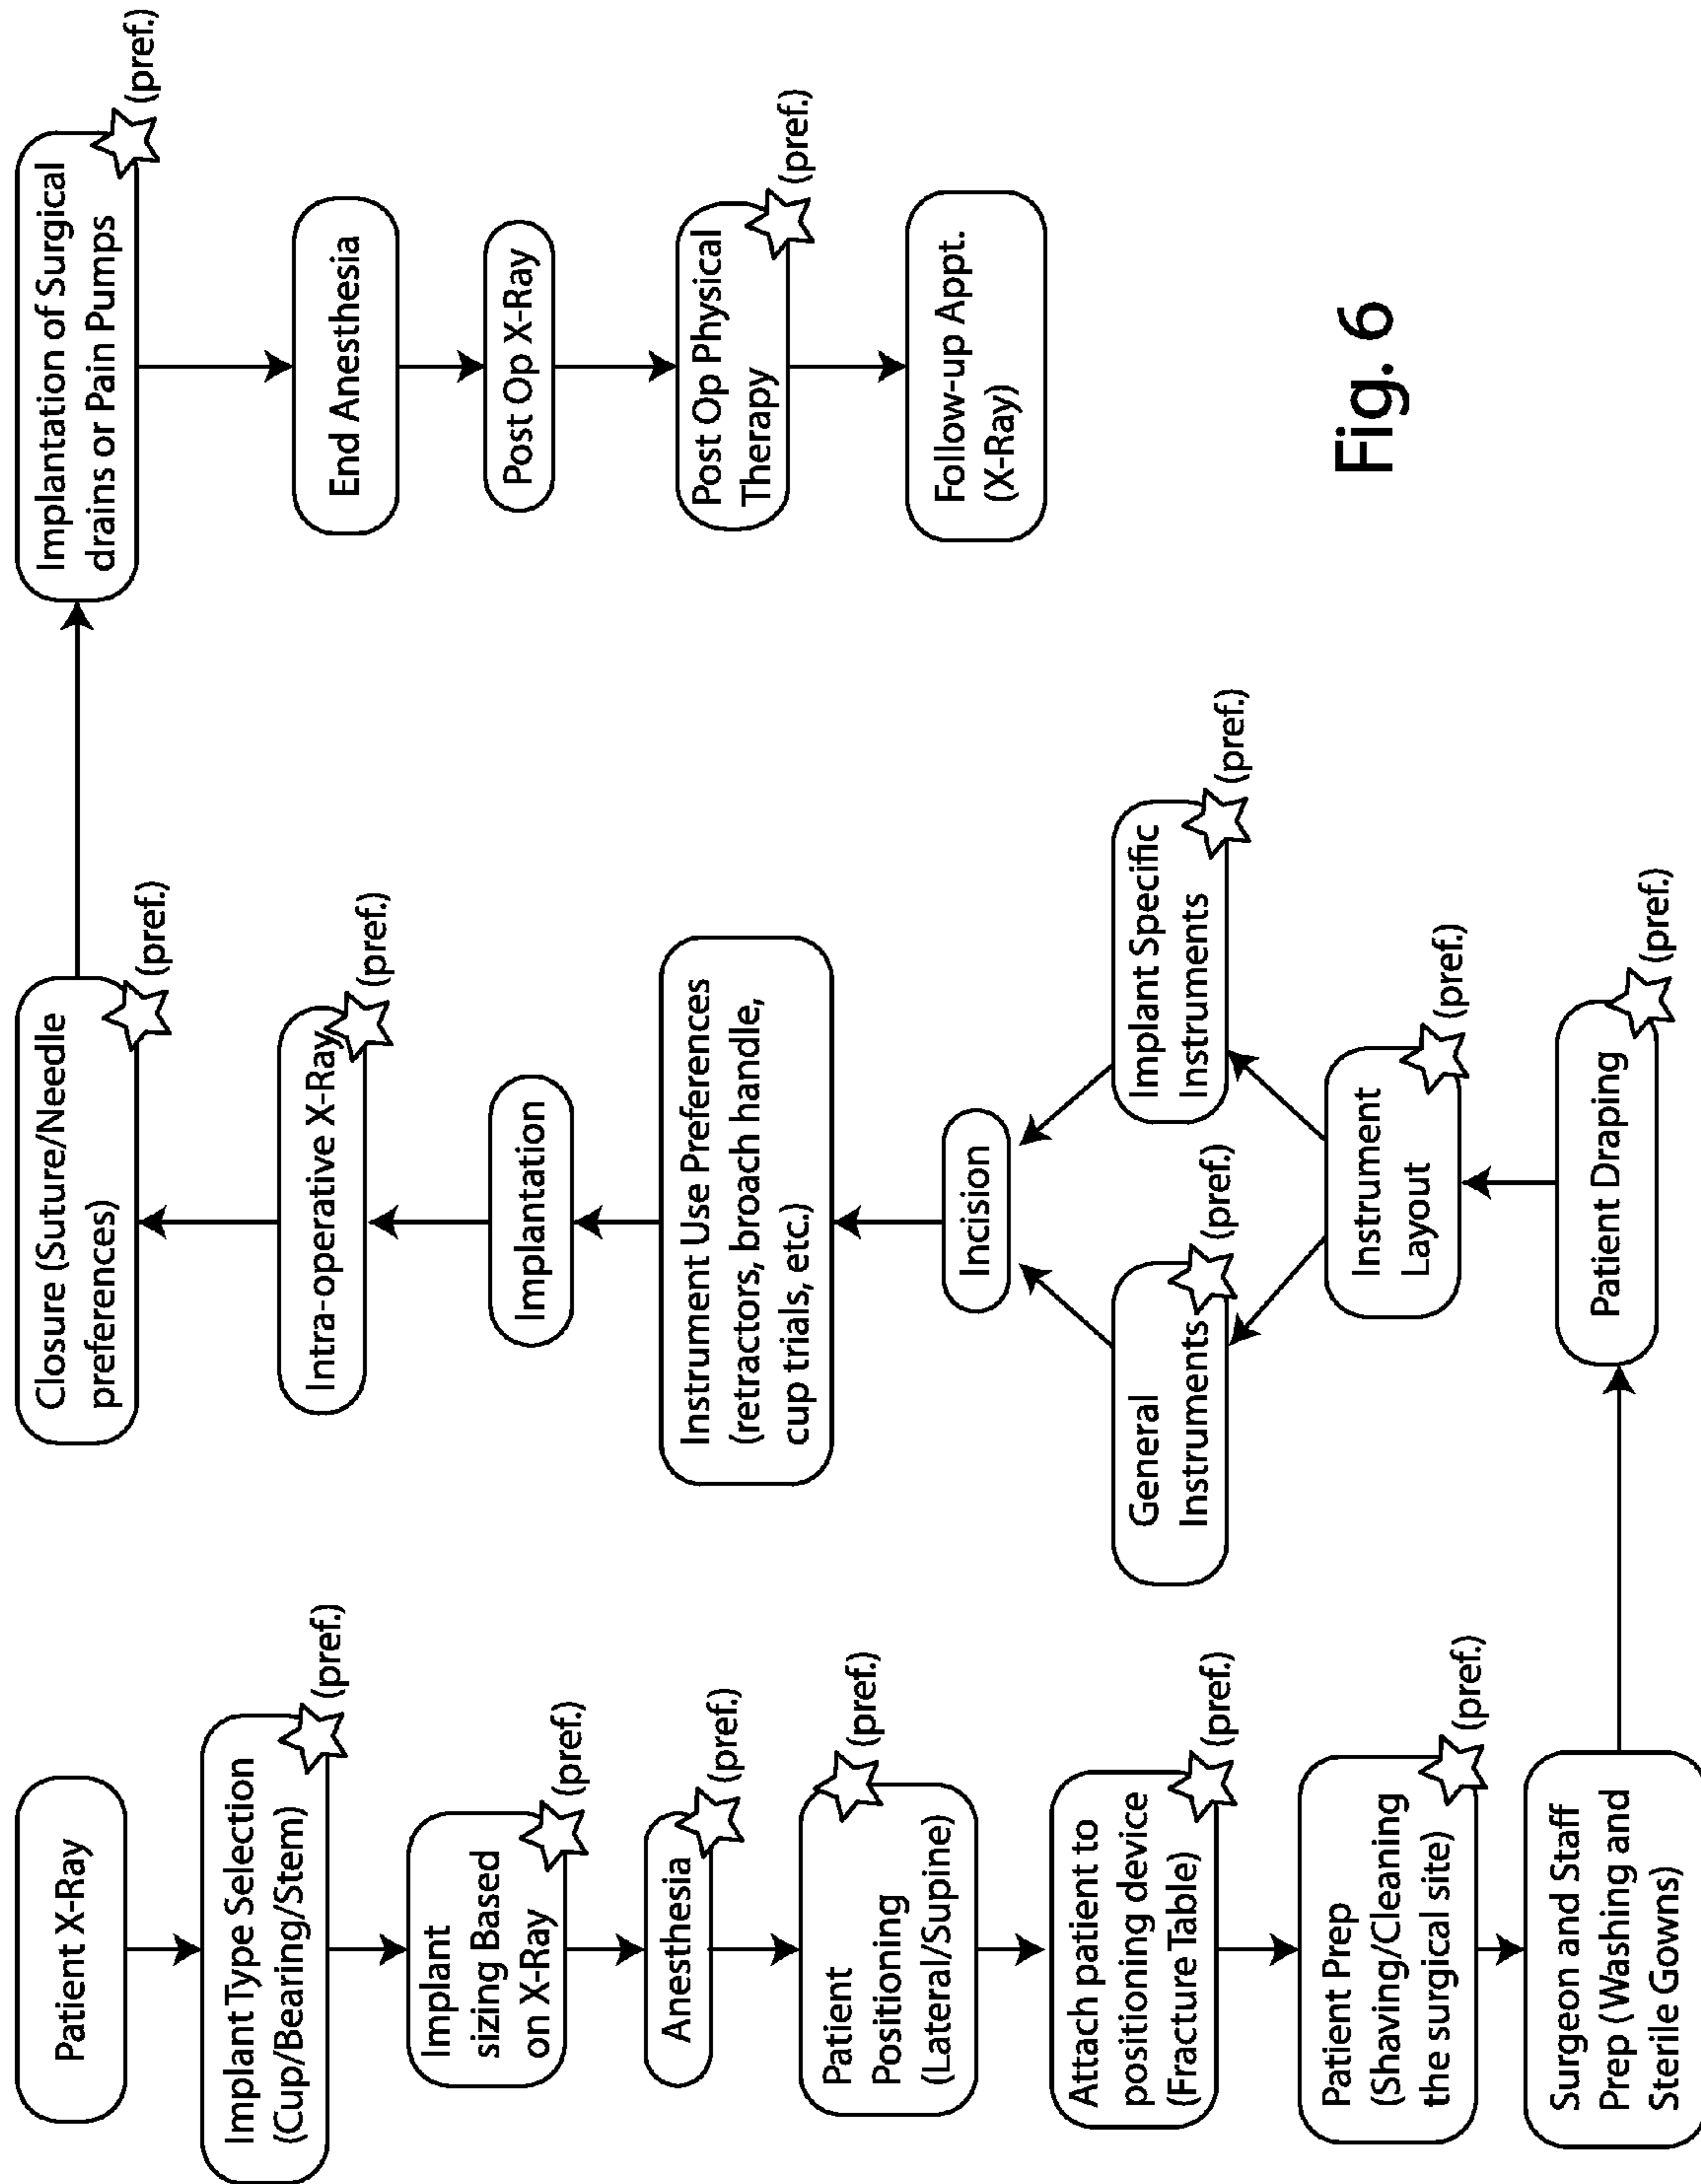 Patient X-Ray
Implant Type Selection
(Cup/Bearing/Stem)
(pref.)
Implant
sizing Based
on X-Ray
(pref.)
Anesthesia
(pref.)
Patient
Positioning
(Lateral/Supine)
(pref.)
Attach patient to
positioning device
(Fracture Table)
(pref.)
Patient Prep
(Shaving/Cleaning
the surgical site)
(pref.)
Surgeon and Staff
Prep (Washing and
Sterile Gowns)
Patient Draping
(pref.)
Instrument
Layout
(pref.)
General
Instruments
(pref.)
Implant Specific
Instruments
(pref.)
Incision
Instrument Use Preferences
(retractors, broach handle,
cup trials, etc.)
Implantation
Intra-operative X-Ray
(pref.)
Closure (Suture/Needle
preferences)
(pref.)
Implantation of Surgical
drains or Pain Pumps
(pref.)
End Anesthesia
Post Op X-Ray
Post Op Physical
Therapy
(pref.)
Follow-up Appt.
(X-Ray)
Fig. 6